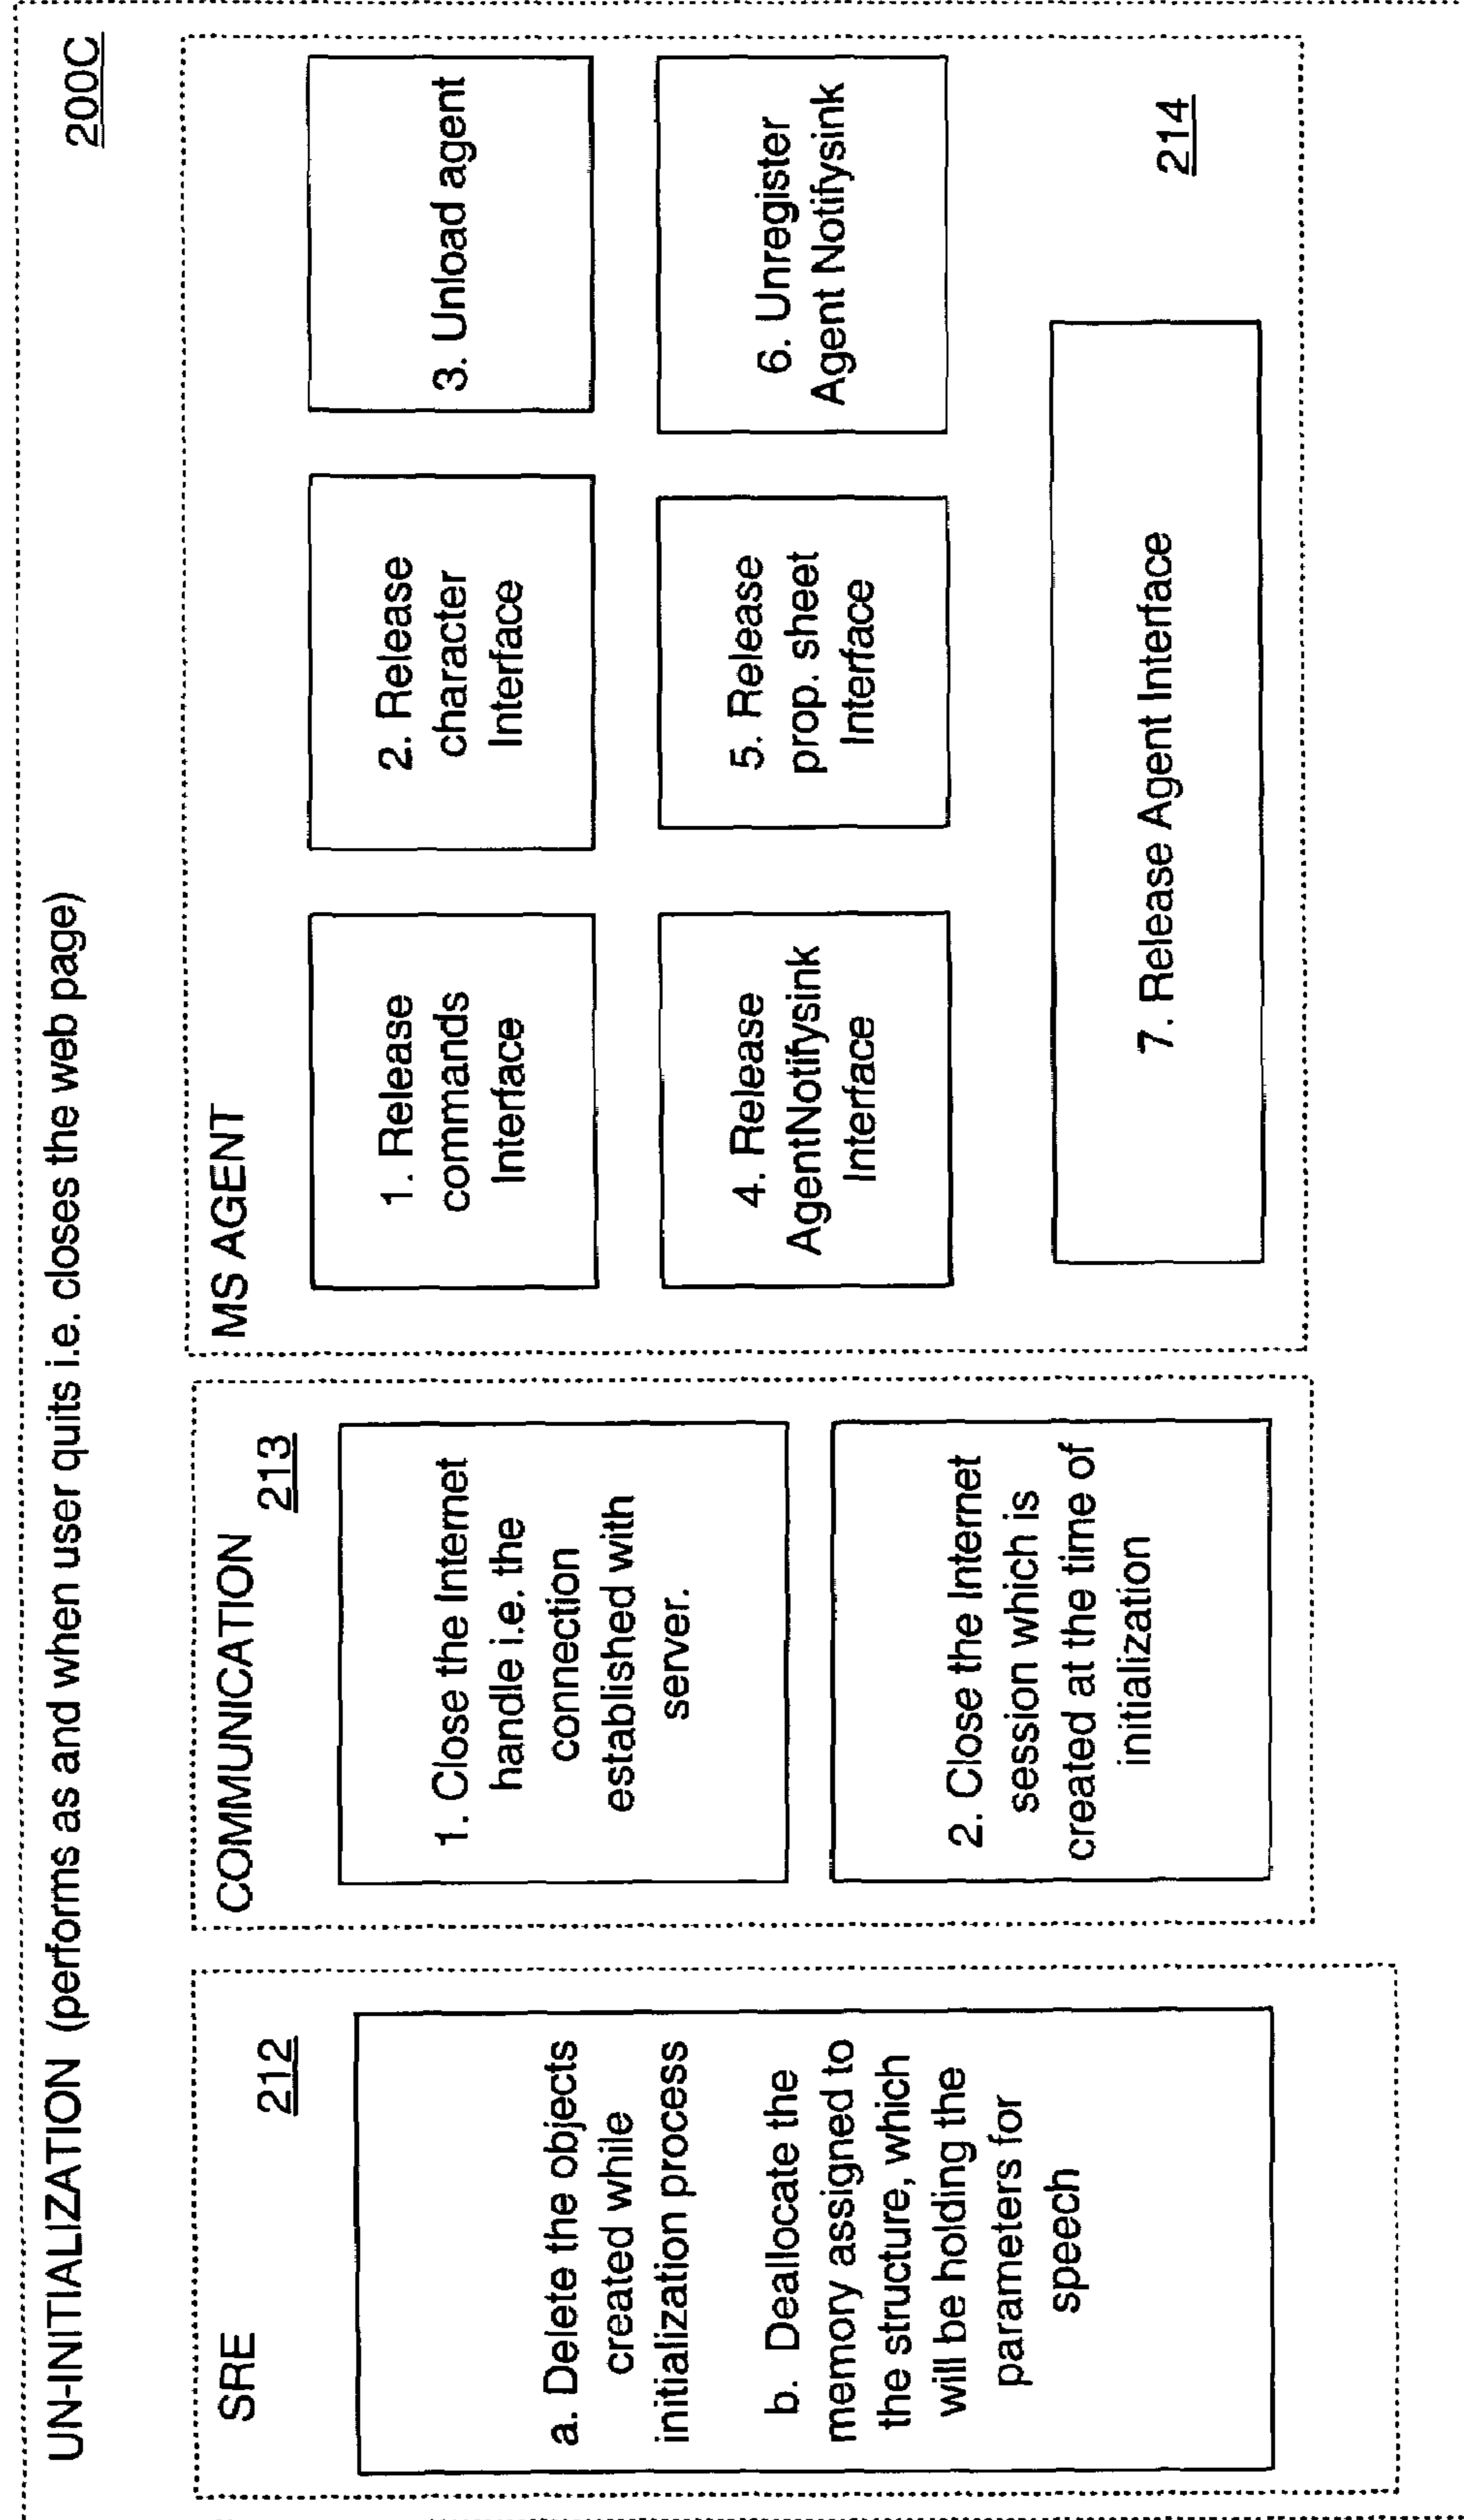 UN-INITIALIZATION (performs as and when user quits i.e. closes the web page)
200C
SRE
212
a. Delete the objects
created while
initialization process
b. Deallocate the
memory assigned to
the structure, which
will be holding the
parameters for
speech
COMMUNICATION
213
1. Close the Internet
handle i.e. the
connection
established with
server.
2. Close the Internet
session which is
created at the time of
initialization
MS AGENT
1. Release
commands
Interface
2. Release
character
Interface
3. Unload agent
4. Release
AgentNotifysink
Interface
5. Release
prop. sheet
Interface
6. Unregister
Agent Notifysink
7. Release Agent Interface
214